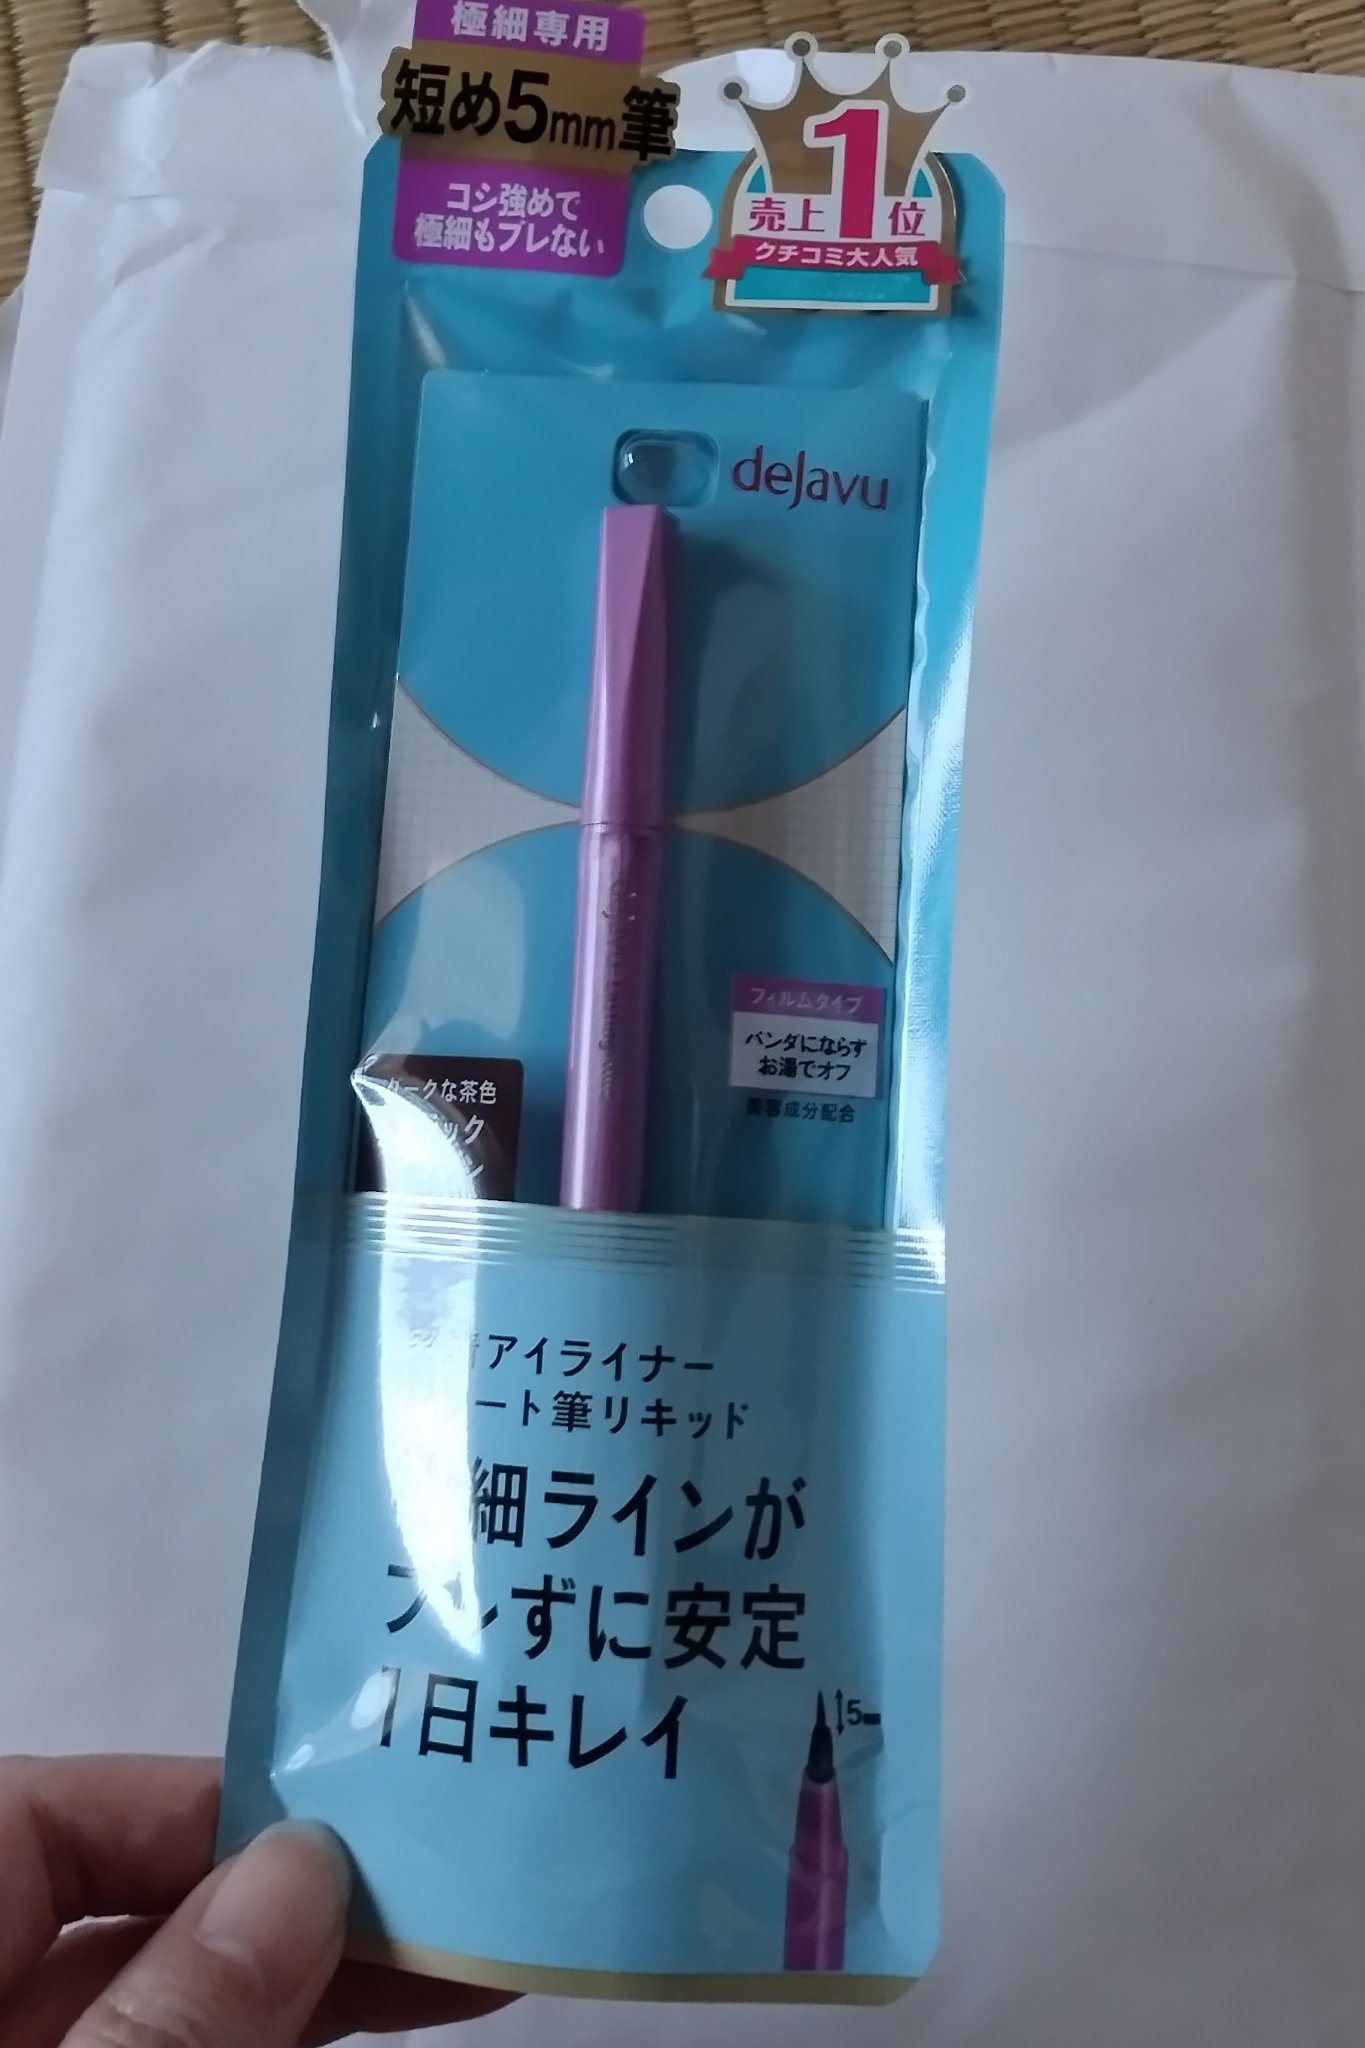 極細専用
短め5mm筆
コシ強めで
極細もブレない
売上1位
クチコミ大人気
deJavu
フィルムタイプ
パンダにならず
お湯でオフ
美容成分配合
ダークな茶色
アイライナー
ート筆リキッド
細ラインが
ブレずに安定
1日キレイ
5mm